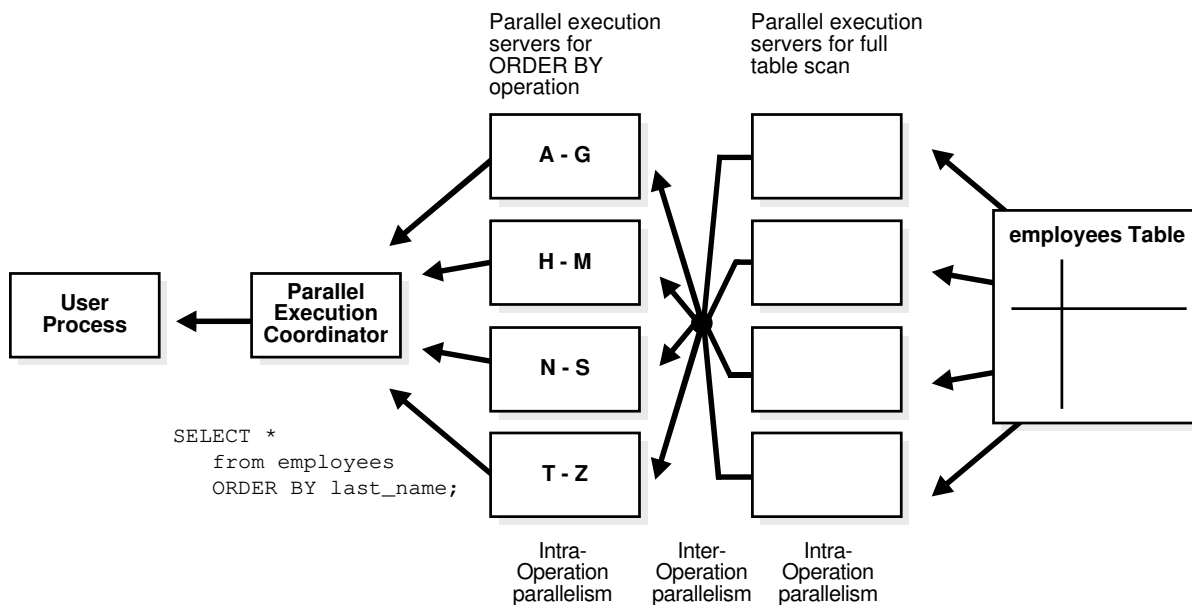 Parallel execution
servers for
ORDER BY
operation
Parallel execution
servers for full
table scan
A - G
H - M
N - S
T - Z
employees Table
User
Process
Parallel
Execution
Coordinator
SELECT *
from employees
ORDER BY last_name;
Intra-
Operation
parallelism
Inter-
Operation
parallelism
Intra-
Operation
parallelism